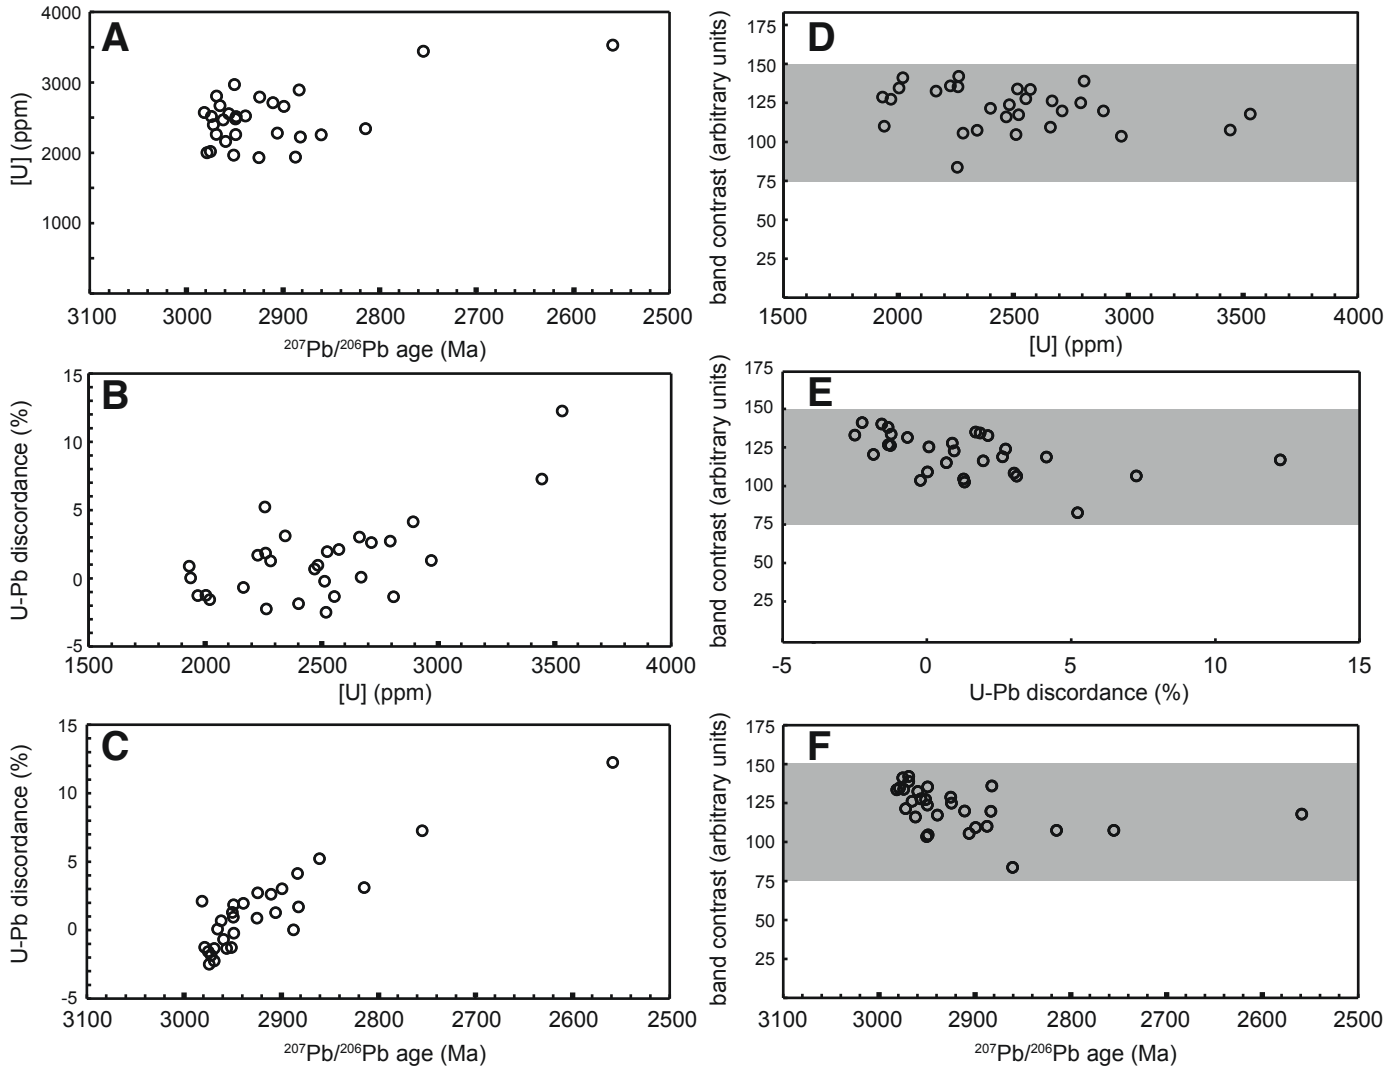 A
4000
3000
2000
1000
[U] (ppm)
3100 3000 2900 2800 2700 2600 2500
207Pb/206Pb age (Ma)
D
175
150
125
100
75
50
25
band contrast (arbitrary units)
1500 2000 2500 3000 3500 4000
[U] (ppm)
B
15
10
5
0
-5
U-Pb discordance (%)
1500 2000 2500 3000 3500 4000
[U] (ppm)
E
175
150
125
100
75
50
25
band contrast (arbitrary units)
-5 0 5 10 15
U-Pb discordance (%)
C
15
10
5
0
-5
U-Pb discordance (%)
3100 3000 2900 2800 2700 2600 2500
207Pb/206Pb age (Ma)
F
175
150
125
100
75
50
25
band contrast (arbitrary units)
3100 3000 2900 2800 2700 2600 2500
207Pb/206Pb age (Ma)